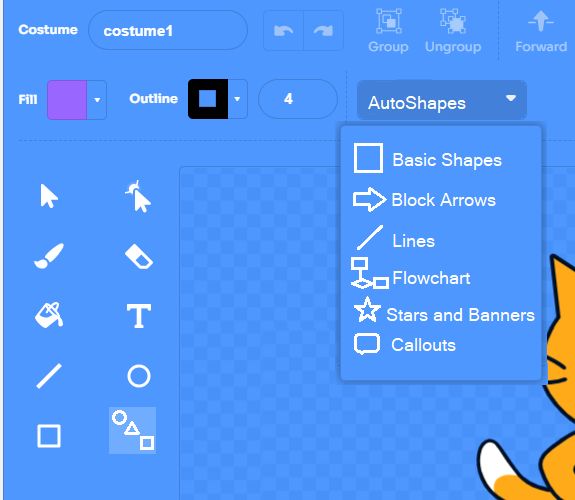 Costume costume1
Group Ungroup Forward
Fill Outline 4 AutoShapes
Basic Shapes
Block Arrows
Lines
Flowchart
Stars and Banners
Callouts
T